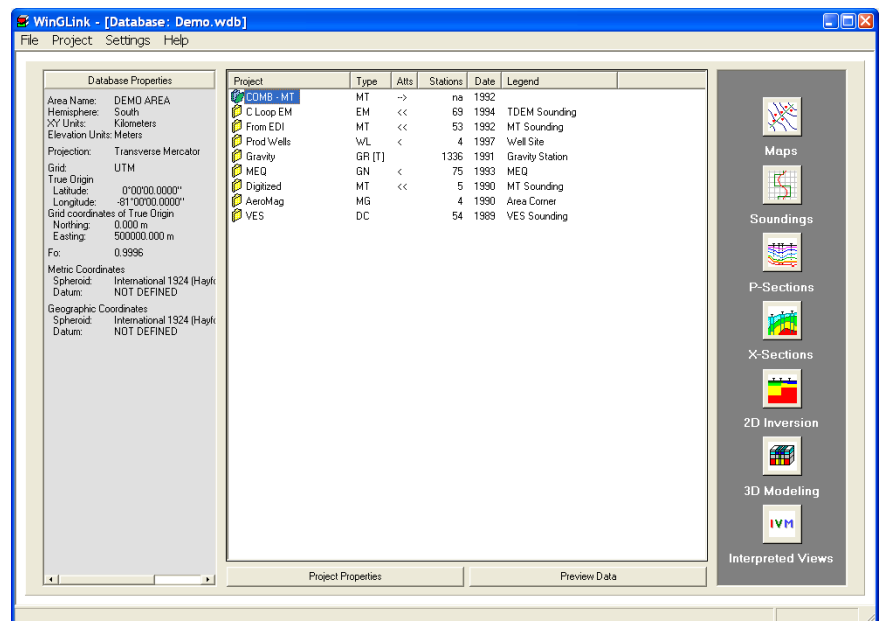 WinGLink - [Database: Demo.wdb]
File Project Settings Help
Database Properties
Area Name: DEMO AREA
Hemisphere: South
XY Units: Kilometers
Elevation Units: Meters
Projection: Transverse Mercator
Grid: UTM
True Origin
Latitude: 0°00'00.0000"
Longitude: -81°00'00.0000"
Grid coordinates of True Origin
Northing: 0.000 m
Easting: 500000.000 m
Fo: 0.9996
Metric Coordinates
Spheroid: International 1924 (Hayfo
Datum: NOT DEFINED
Geographic Coordinates
Spheroid: International 1924 (Hayfo
Datum: NOT DEFINED
Project Type Atts Stations Date Legend
COMB - MT MT --> na 1992
C Loop EM EM << 69 1994 TDEM Sounding
From EDI MT << 53 1992 MT Sounding
Prod Wells WL < 4 1997 Well Site
Gravity GR [T] 1336 1991 Gravity Station
MEQ GN < 75 1993 MEQ
Digitized MT << 5 1990 MT Sounding
AeroMag MG 4 1990 Area Corner
VES DC 54 1989 VES Sounding
Project Properties
Preview Data
Maps
Soundings
P-Sections
X-Sections
2D Inversion
3D Modeling
IVM
Interpreted Views